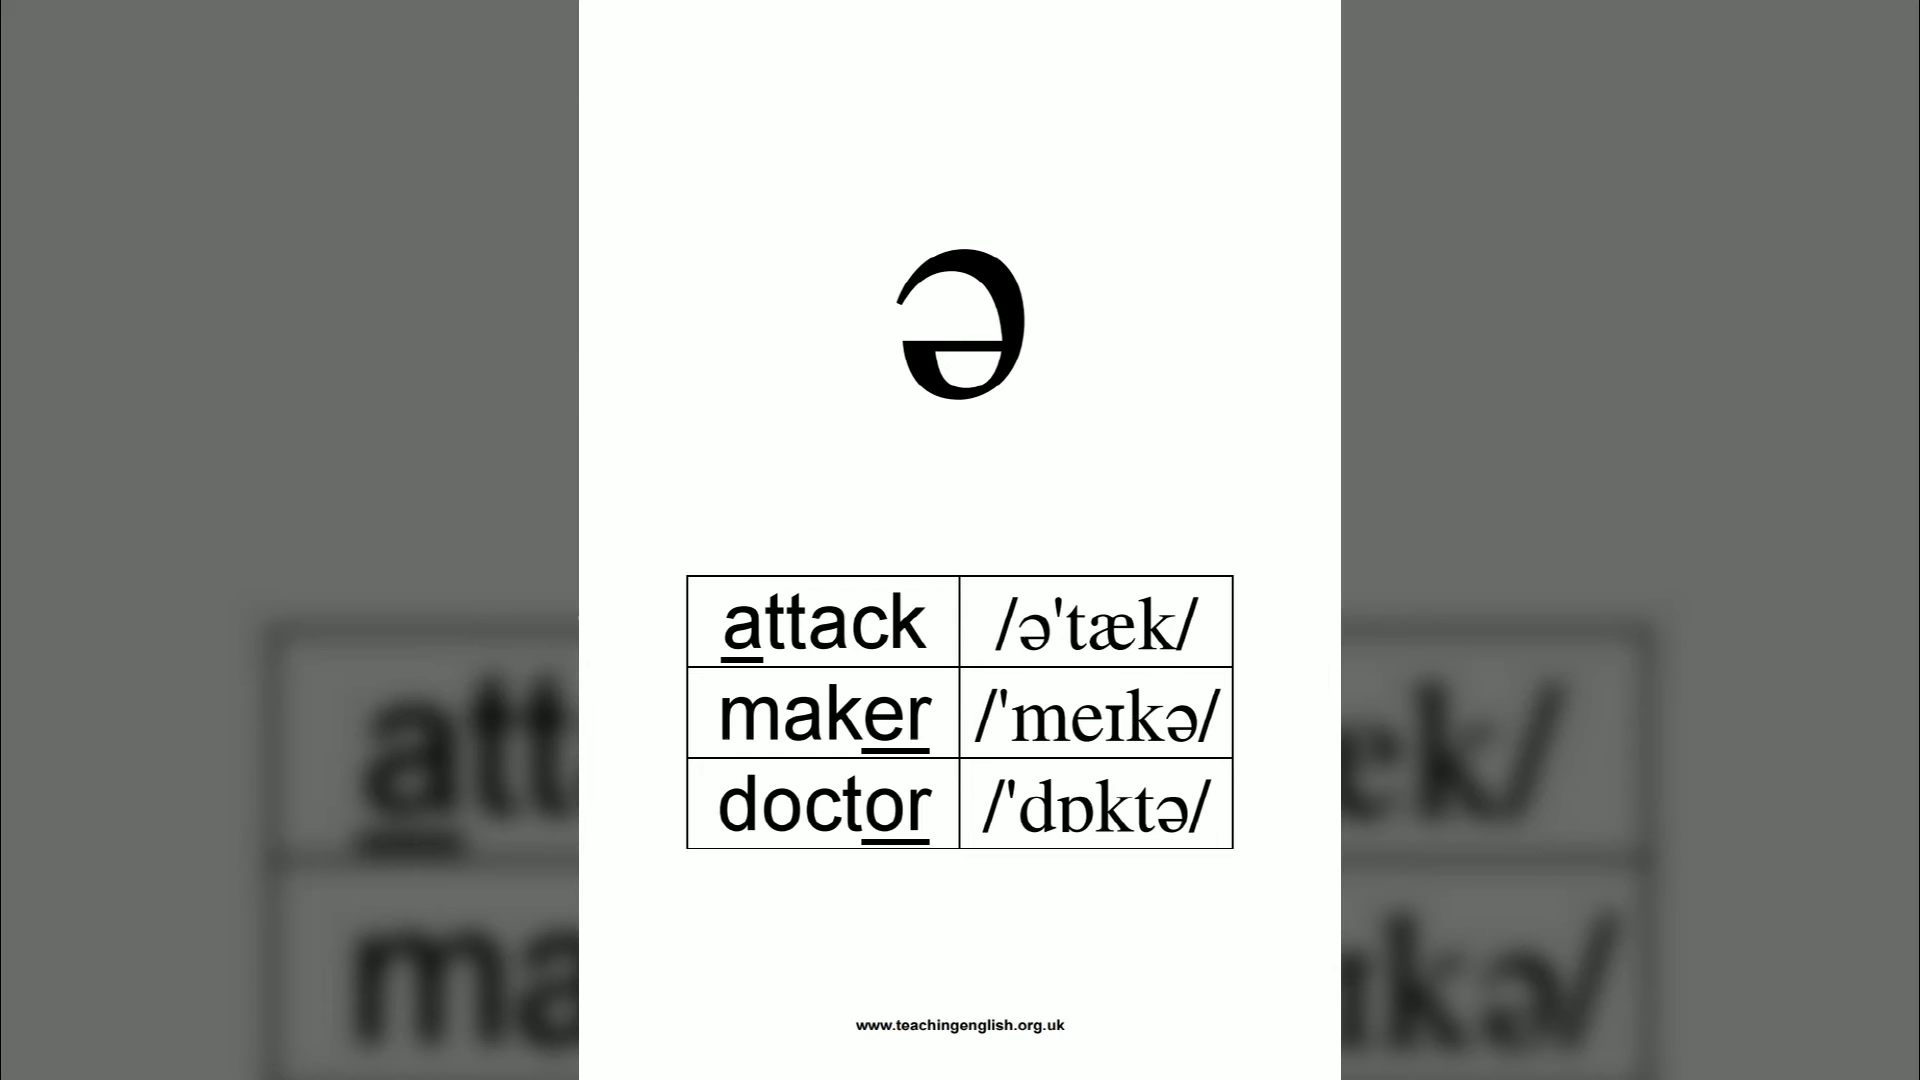 ə
attack /ə'tæk/
maker /'meɪkə/
doctor /'dɒktə/
www.teachingenglish.org.uk